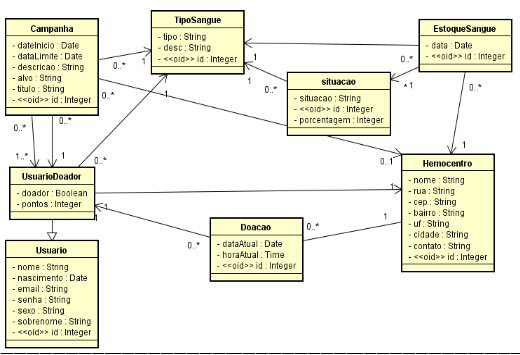 Campanha
- dateInicio : Date
- dataLimite : Date
- descricao : String
- alvo : String
- titulo : String
- <<oid>> id : Integer
TipoSangue
- tipo : String
- desc : String
- <<oid>> id : Integer
EstoqueSangue
- data : Date
- <<oid>> id : Integer
situacao
- situacao : String
- <<oid>> id : Integer
- porcentagem : Integer
UsuarioDoador
- doador : Boolean
- pontos : Integer
Hemocentro
- nome : String
- rua : String
- cep : String
- bairro : String
- uf : String
- cidade : String
- contato : String
- <<oid>> id : Integer
Doacao
- dataAtual : Date
- horaAtual : Time
- <<oid>> id : Integer
Usuario
- nome : String
- nascimento : Date
- email : String
- senha : String
- sexo : String
- sobrenome : String
- <<oid>> id : Integer
0..*
1
0..*
0..1
0..*
1..*
0..*
1
0..*
1
1
0..*
1
0..*
* 1
0..*
1
1
1
1
0..*
0..*
1